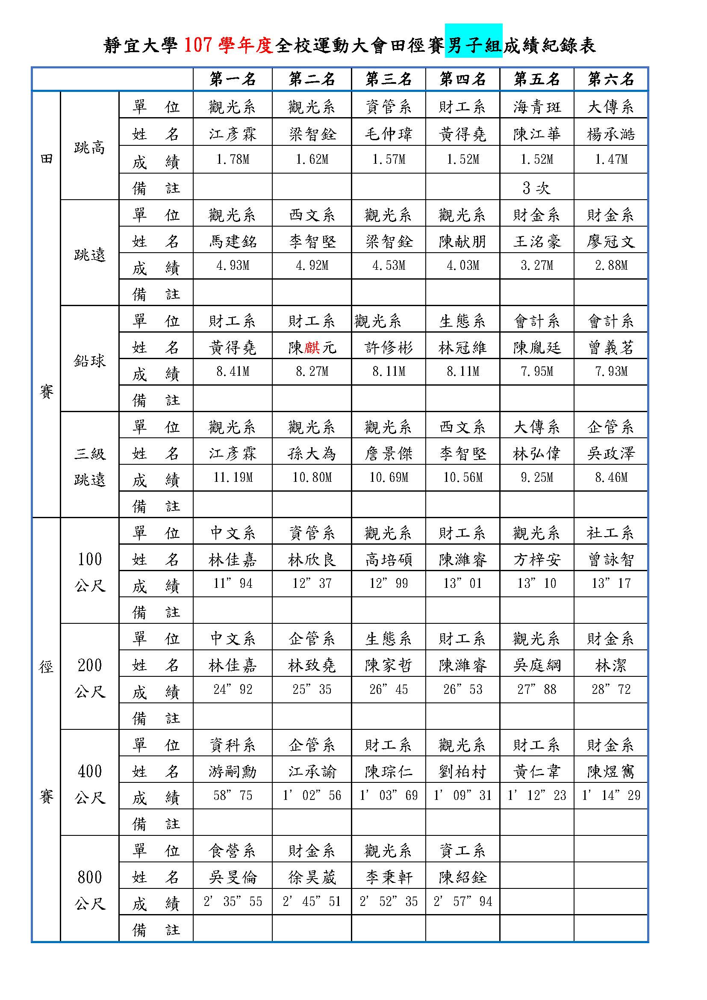 靜宜大學 107 學年度全校運動大會田徑賽男子組成績紀錄表
第一名 第二名 第三名 第四名 第五名 第六名
田賽
跳高
單 位 觀光系 觀光系 資管系 財工系 海青斑 大傳系
姓 名 江彥霖 梁智銓 毛仲瑋 黃得堯 陳江華 楊承澔
成 績 1.78M 1.62M 1.57M 1.52M 1.52M 1.47M
備 註 3 次
跳遠
單 位 觀光系 西文系 觀光系 觀光系 財金系 財金系
姓 名 馬建銘 李智堅 梁智銓 陳献朋 王洺豪 廖冠文
成 績 4.93M 4.92M 4.53M 4.03M 3.27M 2.88M
備 註
鉛球
單 位 財工系 財工系 觀光系 生態系 會計系 會計系
姓 名 黃得堯 陳麒元 許修彬 林冠維 陳胤廷 曾義茗
成 績 8.41M 8.27M 8.11M 8.11M 7.95M 7.93M
備 註
三級
跳遠
單 位 觀光系 觀光系 觀光系 西文系 大傳系 企管系
姓 名 江彥霖 孫大為 詹景傑 李智堅 林弘偉 吳政澤
成 績 11.19M 10.80M 10.69M 10.56M 9.25M 8.46M
備 註
徑賽
100
公尺
單 位 中文系 資管系 觀光系 財工系 觀光系 社工系
姓 名 林佳嘉 林欣良 高培碩 陳濰睿 方梓安 曾詠智
成 績 11”94 12”37 12”99 13”01 13”10 13”17
備 註
200
公尺
單 位 中文系 企管系 生態系 財工系 觀光系 財金系
姓 名 林佳嘉 林致堯 陳家哲 陳濰睿 吳庭綱 林潔
成 績 24”92 25”35 26”45 26”53 27”88 28”72
備 註
400
公尺
單 位 資科系 企管系 財工系 觀光系 財工系 財金系
姓 名 游嗣勳 江承諭 陳琮仁 劉柏村 黃仁韋 陳煜寯
成 績 58”75 1’02”56 1’03”69 1’09”31 1’12”23 1’14”29
備 註
800
公尺
單 位 食營系 財金系 觀光系 資工系
姓 名 吳旻倫 徐昊葳 李秉軒 陳紹銓
成 績 2’35”55 2’45”51 2’52”35 2’57”94
備 註